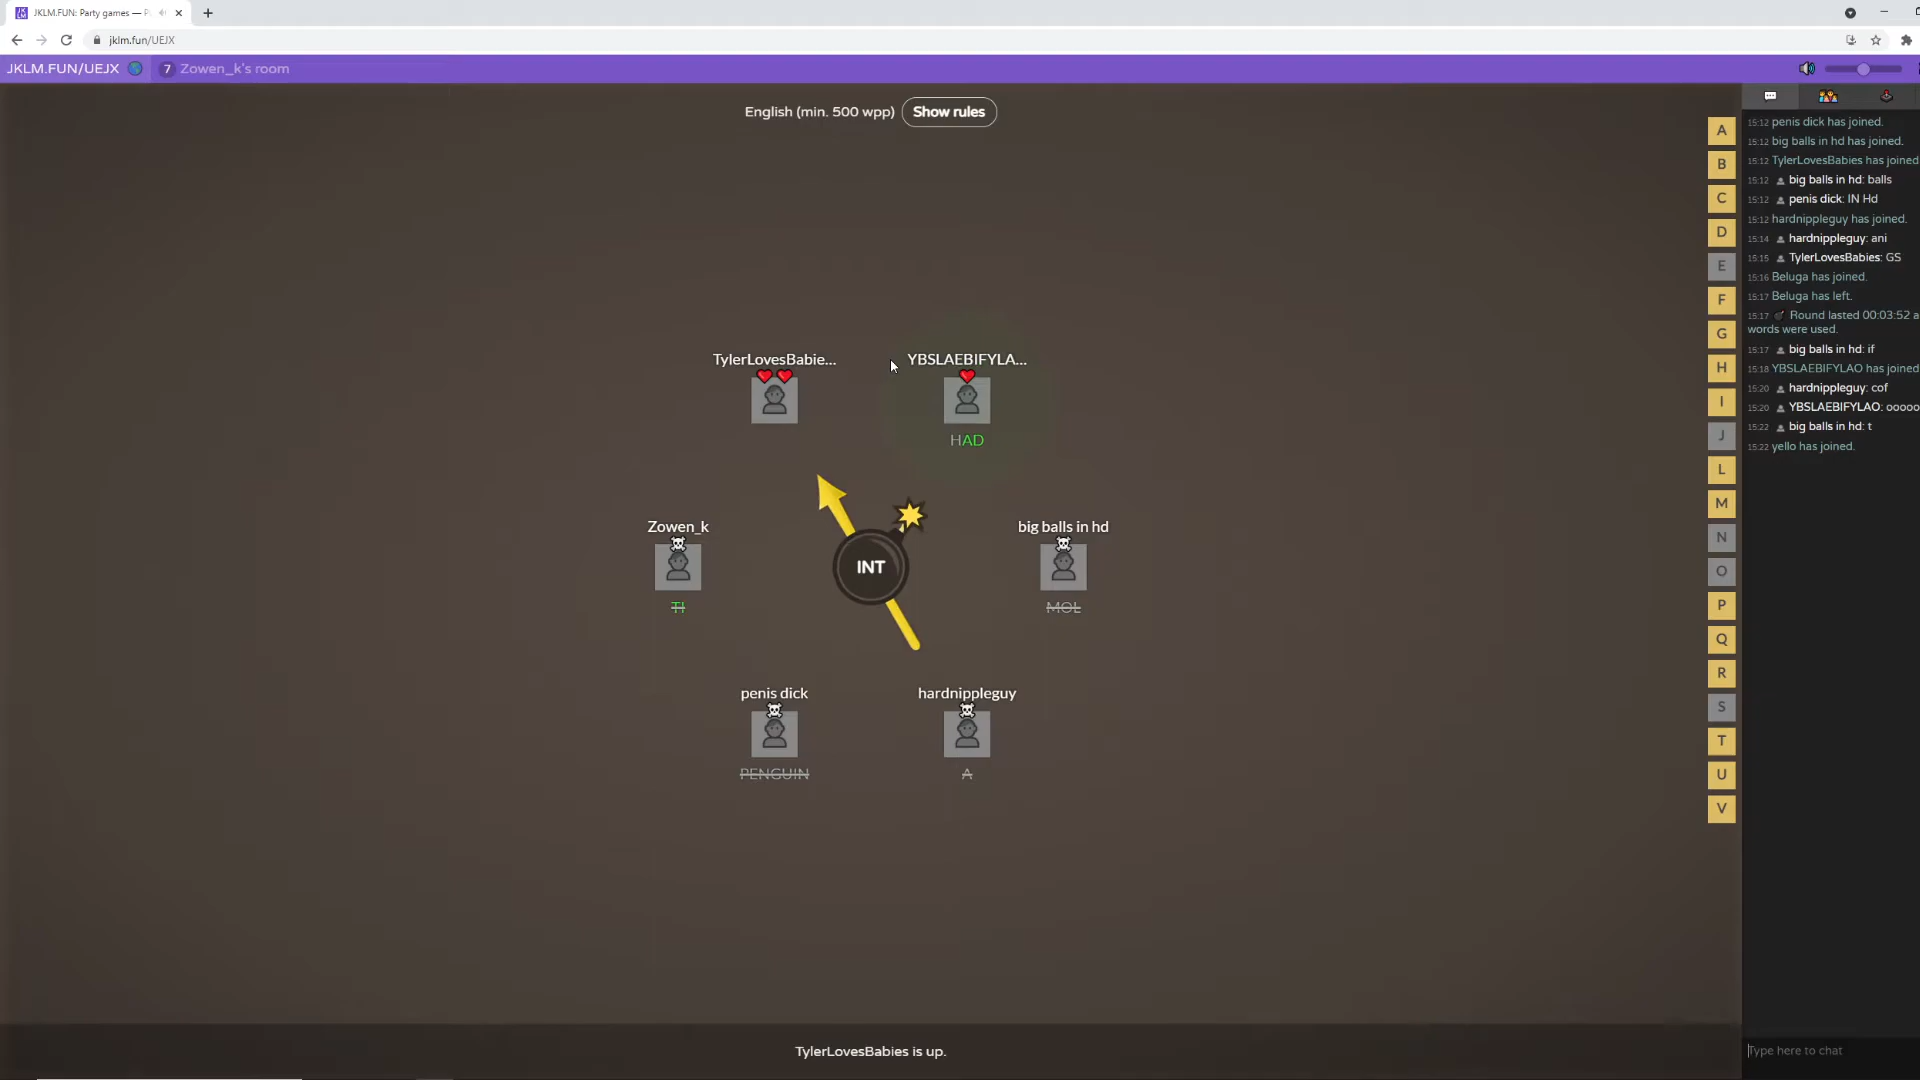 JKLM.FUN: Party games — P
jklm.fun/UEJX
JKLM.FUN/UEJX 7 Zowen_k's room
English (min. 500 wpp) Show rules
TylerLovesBabie...
YBSLAEBIFYLA...
HAD
Zowen_k
TI
INT
big balls in hd
MOL
penis dick
PENGUIN
hardnippleguy
A
TylerLovesBabies is up.
A
B
C
D
E
F
G
H
I
J
L
M
N
O
P
Q
R
S
T
U
V
15:12 penis dick has joined.
15:12 big balls in hd has joined.
15:12 TylerLovesBabies has joined
15:12 big balls in hd: balls
15:12 penis dick: IN Hd
15:12 hardnippleguy has joined.
15:14 hardnippleguy: ani
15:15 TylerLovesBabies: GS
15:16 Beluga has joined.
15:17 Beluga has left.
15:17 Round lasted 00:03:52 a
words were used.
15:17 big balls in hd: if
15:18 YBSLAEBIFYLAO has joined
15:20 hardnippleguy: cof
15:20 YBSLAEBIFYLAO: ooooo
15:22 big balls in hd: t
15:22 yello has joined.
Type here to chat